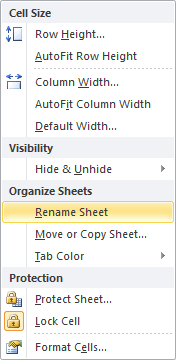 Cell Size
Row Height...
AutoFit Row Height
Column Width...
AutoFit Column Width
Default Width...
Visibility
Hide & Unhide
Organize Sheets
Rename Sheet
Move or Copy Sheet...
Tab Color
Protection
Protect Sheet...
Lock Cell
Format Cells...